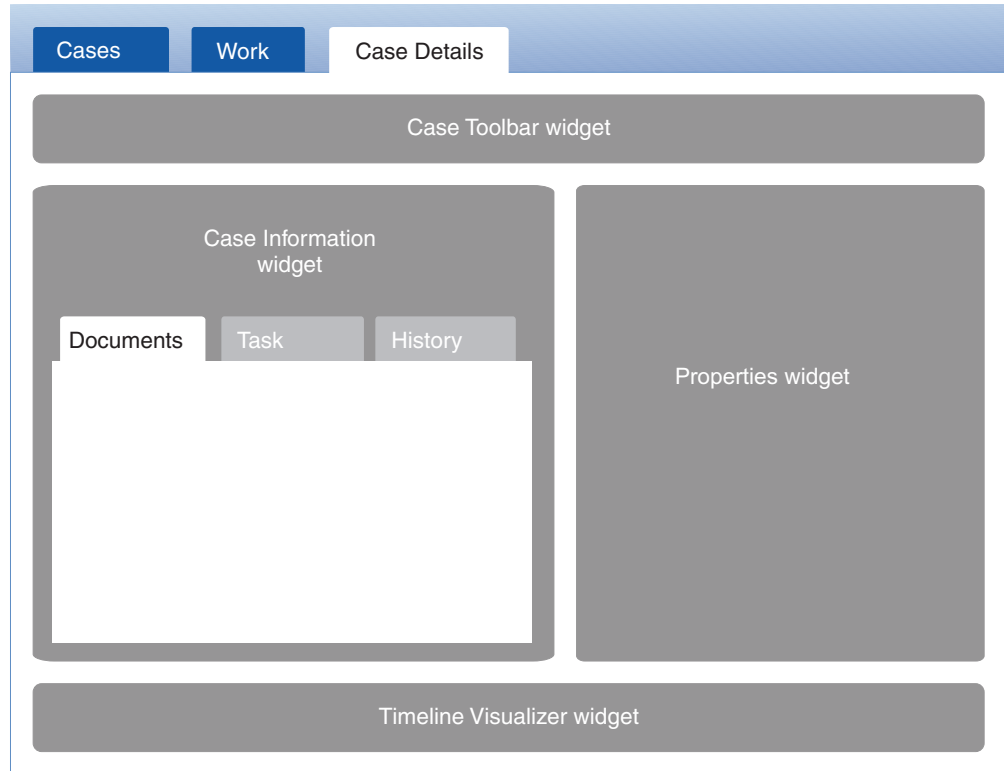 Cases
Work
Case Details
Case Toolbar widget
Case Information
widget
Documents
Task
History
Properties widget
Timeline Visualizer widget